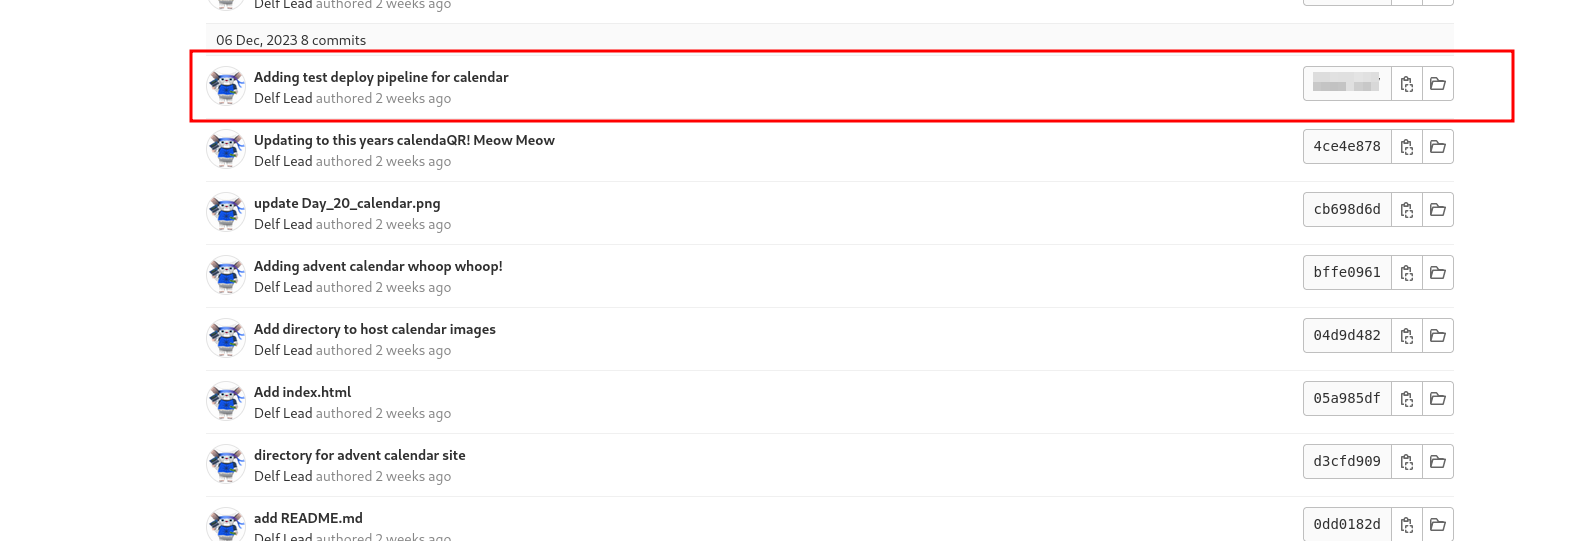 Delf Lead authored 2 weeks ago
06 Dec, 2023 8 commits
Adding test deploy pipeline for calendar
Delf Lead authored 2 weeks ago
Updating to this years calendaQR! Meow Meow
Delf Lead authored 2 weeks ago
4ce4e878
update Day_20_calendar.png
Delf Lead authored 2 weeks ago
cb698d6d
Adding advent calendar whoop whoop!
Delf Lead authored 2 weeks ago
bffe0961
Add directory to host calendar images
Delf Lead authored 2 weeks ago
04d9d482
Add index.html
Delf Lead authored 2 weeks ago
05a985df
directory for advent calendar site
Delf Lead authored 2 weeks ago
d3cfd909
add README.md
Delf Lead authored 2 weeks ago
0dd0182d